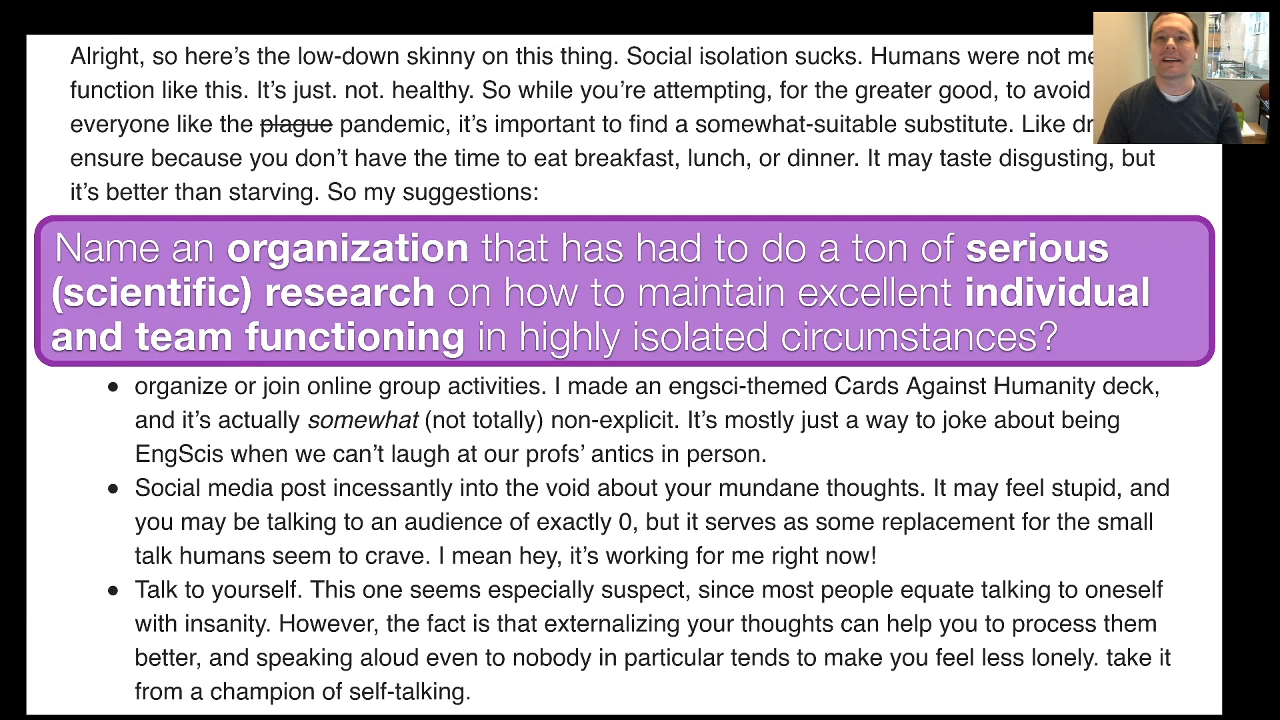 Alright, so here's the low-down skinny on this thing. Social isolation sucks. Humans were not
function like this. It's just. not. healthy. So while you're attempting, for the greater good, to avoid
everyone like the plague pandemic, it's important to find a somewhat-suitable substitute. Like
ensure because you don't have the time to eat breakfast, lunch, or dinner. It may taste disgusting, but
it's better than starving. So my suggestions:
Name an organization that has had to do a ton of serious
(scientific) research on how to maintain excellent individual
and team functioning in highly isolated circumstances?
• organize or join online group activities. I made an engsci-themed Cards Against Humanity deck,
and it's actually somewhat (not totally) non-explicit. It's mostly just a way to joke about being
EngScis when we can't laugh at our profs' antics in person.
• Social media post incessantly into the void about your mundane thoughts. It may feel stupid, and
you may be talking to an audience of exactly 0, but it serves as some replacement for the small
talk humans seem to crave. I mean hey, it's working for me right now!
• Talk to yourself. This one seems especially suspect, since most people equate talking to oneself
with insanity. However, the fact is that externalizing your thoughts can help you to process them
better, and speaking aloud even to nobody in particular tends to make you feel less lonely. take it
from a champion of self-talking.